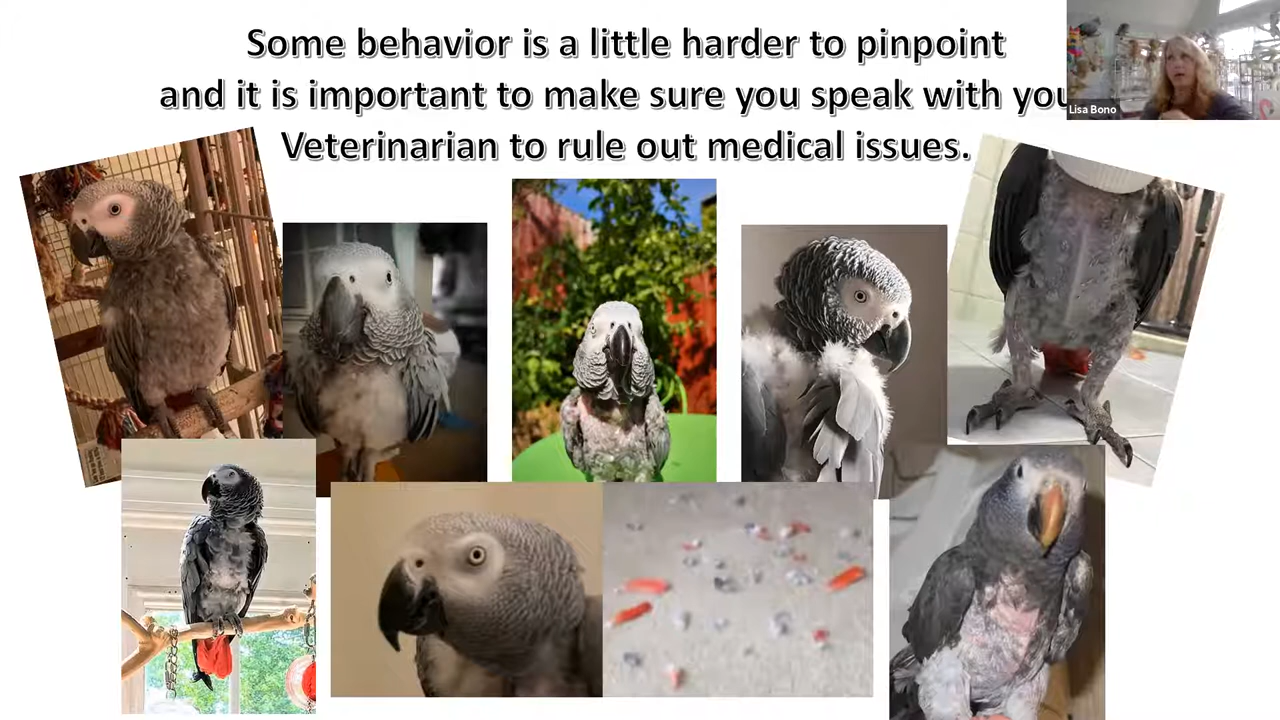 Some behavior is a little harder to pinpoint
and it is important to make sure you speak with you
Veterinarian to rule out medical issues.
Lisa Bono